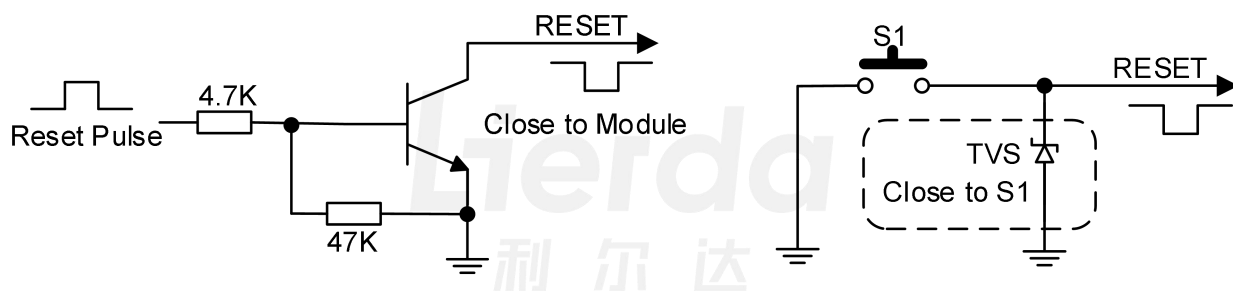 RESET
4.7K
Reset Pulse
Close to Module
47K
S1
RESET
TVS
Close to S1
Lierda
利尔达